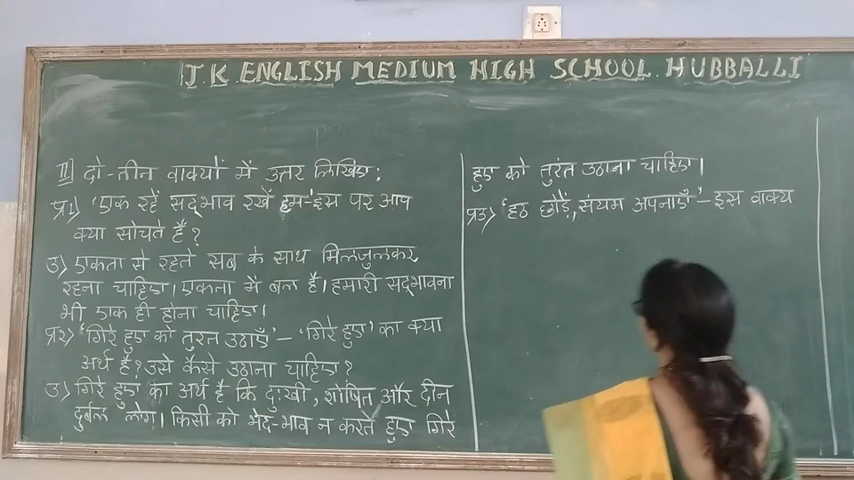 J.K. ENGLISH MEDIUM HIGH SCHOOL. HUBBALLI
II) दो-तीन वाक्यों में उत्तर लिखिए:
प्र1) 'एक रहें सद्‌भाव रखें हम'-इस पर आप
क्या सोचते हैं?
उ) एकता से रहते सब के साथ मिलजुलकर
रहना चाहिए। एकता में बल है। हमारी सद्‌भावना
भी एक ही होना चाहिए।
प्र2) 'गिरे हुए को तुरत उठाएँ' – 'गिरे हुए' का क्या
अर्थ है? उसे कैसे उठाना चाहिए?
उ) गिरे हुए का अर्थ है कि दुःखी, शोषित और दीन
दुर्बल लोग। किसी को भेद-भाव न करते हुए गिरे
हुए को तुरंत उठाना चाहिए।
प्र3) 'हठ छोड़ें, संयम अपनाएँ' – इस वाक्य